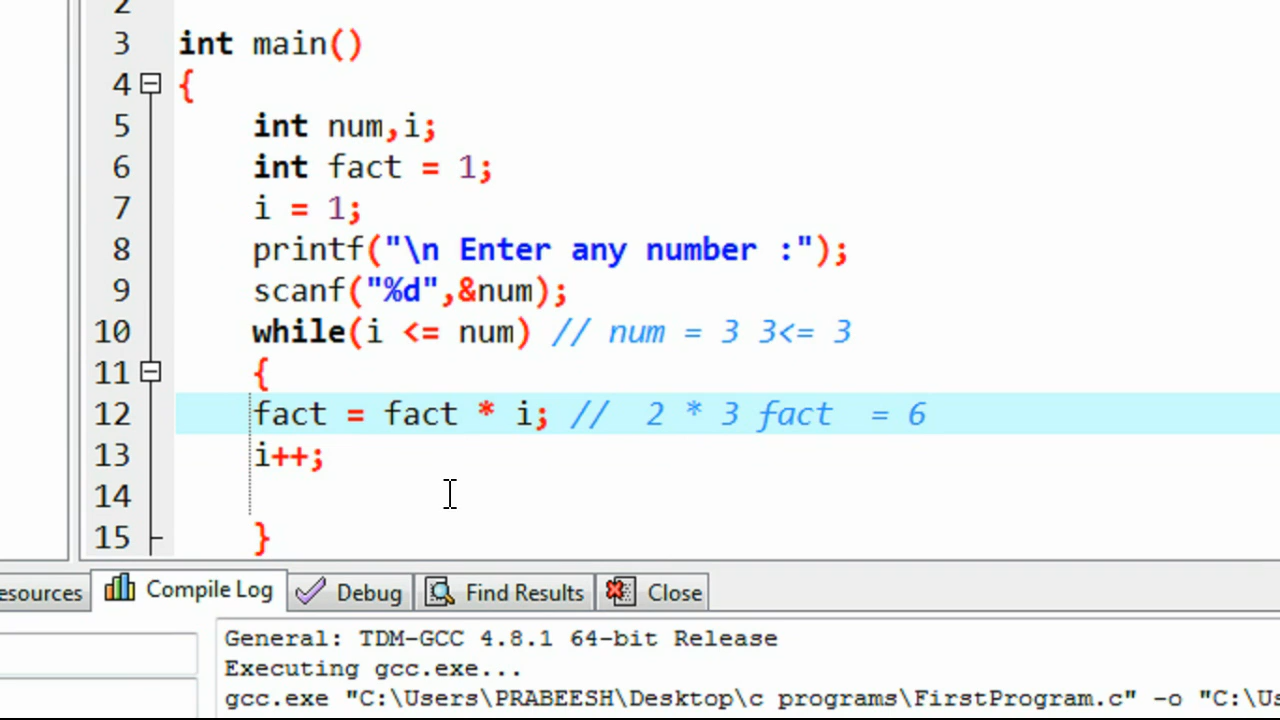 2
3 int main()
4 {
5 int num,i;
6 int fact = 1;
7 i = 1;
8 printf("\n Enter any number :");
9 scanf("%d",&num);
10 while(i <= num) // num = 3 3<= 3
11 {
12 fact = fact * i; // 2 * 3 fact = 6
13 i++;
14
15 }
esources Compile Log Debug Find Results Close
General: TDM-GCC 4.8.1 64-bit Release
Executing gcc.exe...
gcc.exe "C:\Users\PRABEESH\Desktop\c programs\FirstProgram.c" -o "C:\Us